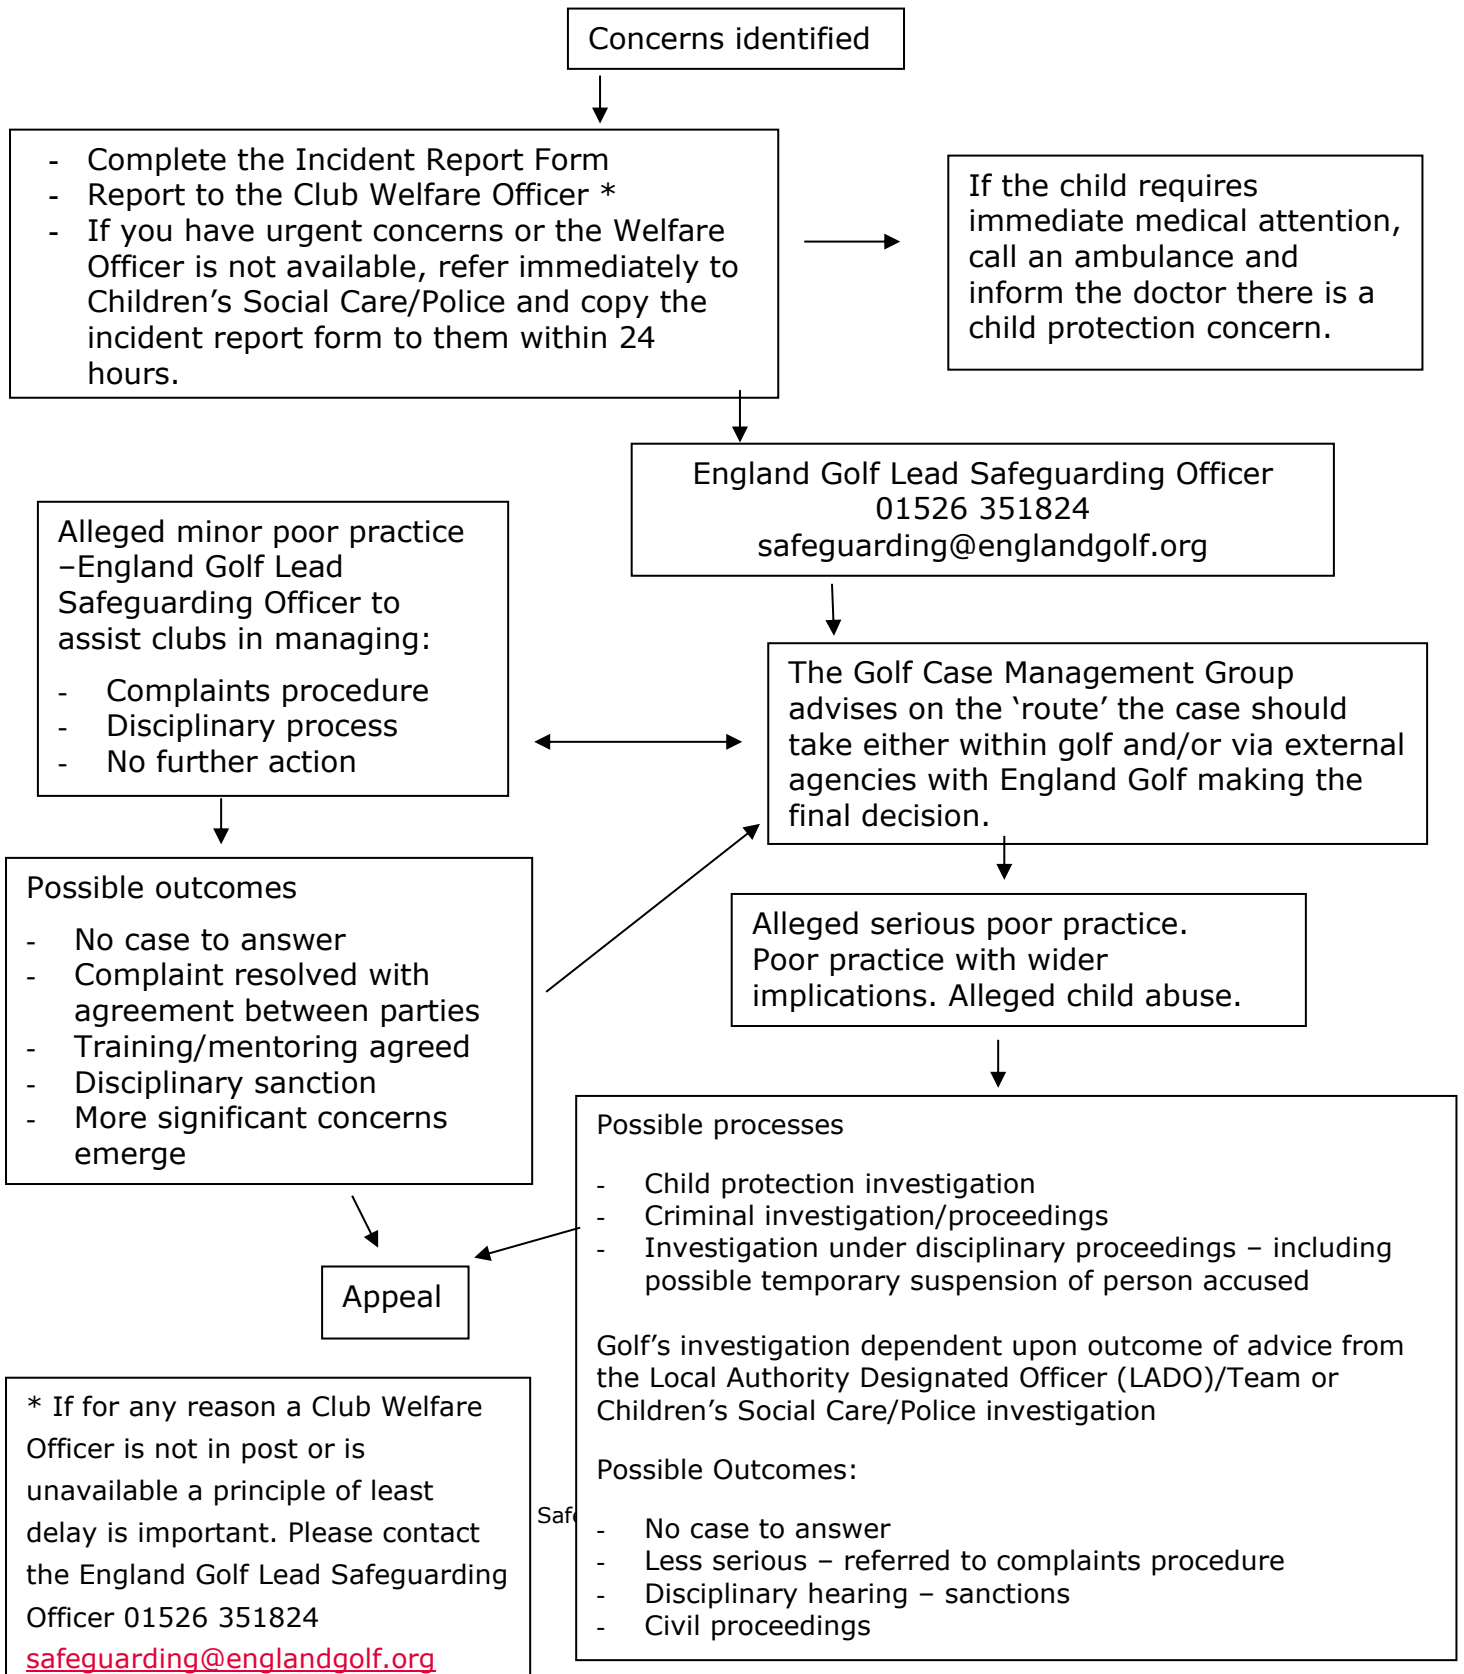 Concerns identified
- Complete the Incident Report Form
- Report to the Club Welfare Officer *
- If you have urgent concerns or the Welfare
Officer is not available, refer immediately to
Children’s Social Care/Police and copy the
incident report form to them within 24
hours.
If the child requires
immediate medical attention,
call an ambulance and
inform the doctor there is a
child protection concern.
England Golf Lead Safeguarding Officer
01526 351824
safeguarding@englandgolf.org
Alleged minor poor practice
–England Golf Lead
Safeguarding Officer to
assist clubs in managing:
- Complaints procedure
- Disciplinary process
- No further action
The Golf Case Management Group
advises on the ‘route’ the case should
take either within golf and/or via external
agencies with England Golf making the
final decision.
Possible outcomes
- No case to answer
- Complaint resolved with
agreement between parties
- Training/mentoring agreed
- Disciplinary sanction
- More significant concerns
emerge
Alleged serious poor practice.
Poor practice with wider
implications. Alleged child abuse.
Possible processes
- Child protection investigation
- Criminal investigation/proceedings
- Investigation under disciplinary proceedings – including
possible temporary suspension of person accused
Golf’s investigation dependent upon outcome of advice from
the Local Authority Designated Officer (LADO)/Team or
Children’s Social Care/Police investigation
Possible Outcomes:
- No case to answer
- Less serious – referred to complaints procedure
- Disciplinary hearing – sanctions
- Civil proceedings
Appeal
* If for any reason a Club Welfare
Officer is not in post or is
unavailable a principle of least
delay is important. Please contact
the England Golf Lead Safeguarding
Officer 01526 351824
safeguarding@englandgolf.org